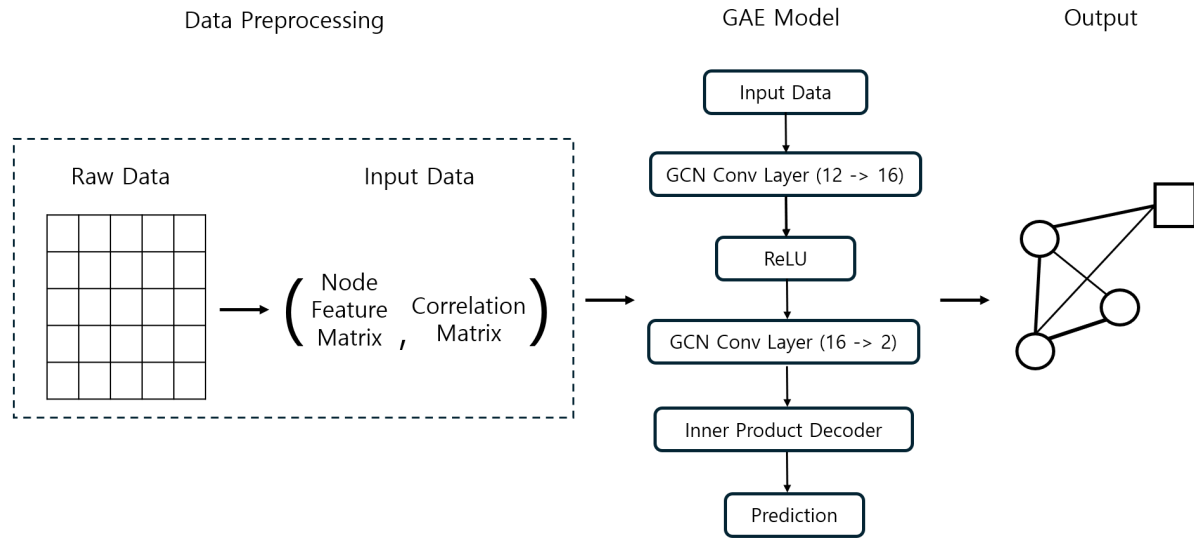 Data Preprocessing
GAE Model
Output
Raw Data
Input Data
( Node
Feature
Matrix , Correlation
Matrix )
Input Data
GCN Conv Layer (12 -> 16)
ReLU
GCN Conv Layer (16 -> 2)
Inner Product Decoder
Prediction